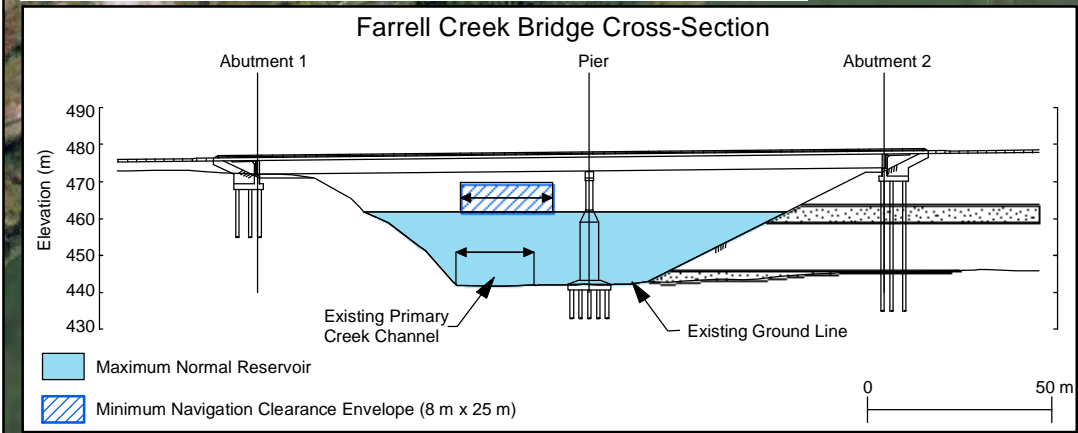 Farrell Creek Bridge Cross-Section
Abutment 1
Pier
Abutment 2
Elevation (m)
490
480
470
460
450
440
430
Existing Primary
Creek Channel
Existing Ground Line
Maximum Normal Reservoir
Minimum Navigation Clearance Envelope (8 m x 25 m)
0
50 m